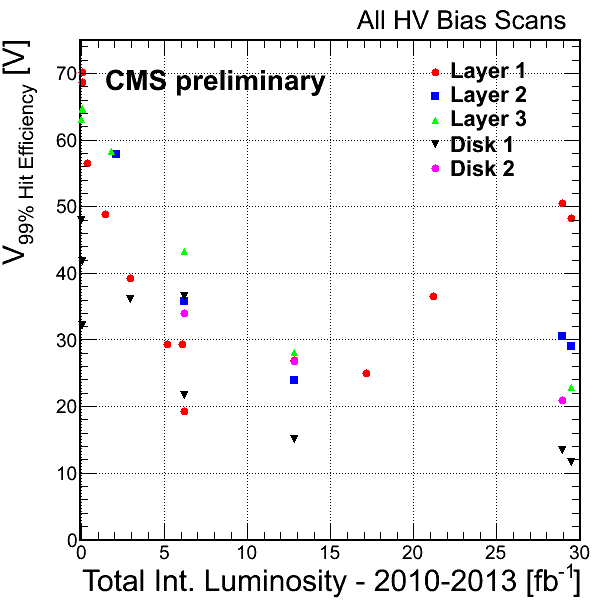 All HV Bias Scans
V99% Hit Efficiency [V]
CMS preliminary
Layer 1
Layer 2
Layer 3
Disk 1
Disk 2
70
60
50
40
30
20
10
0
0 5 10 15 20 25 30
Total Int. Luminosity - 2010-2013 [fb-1]